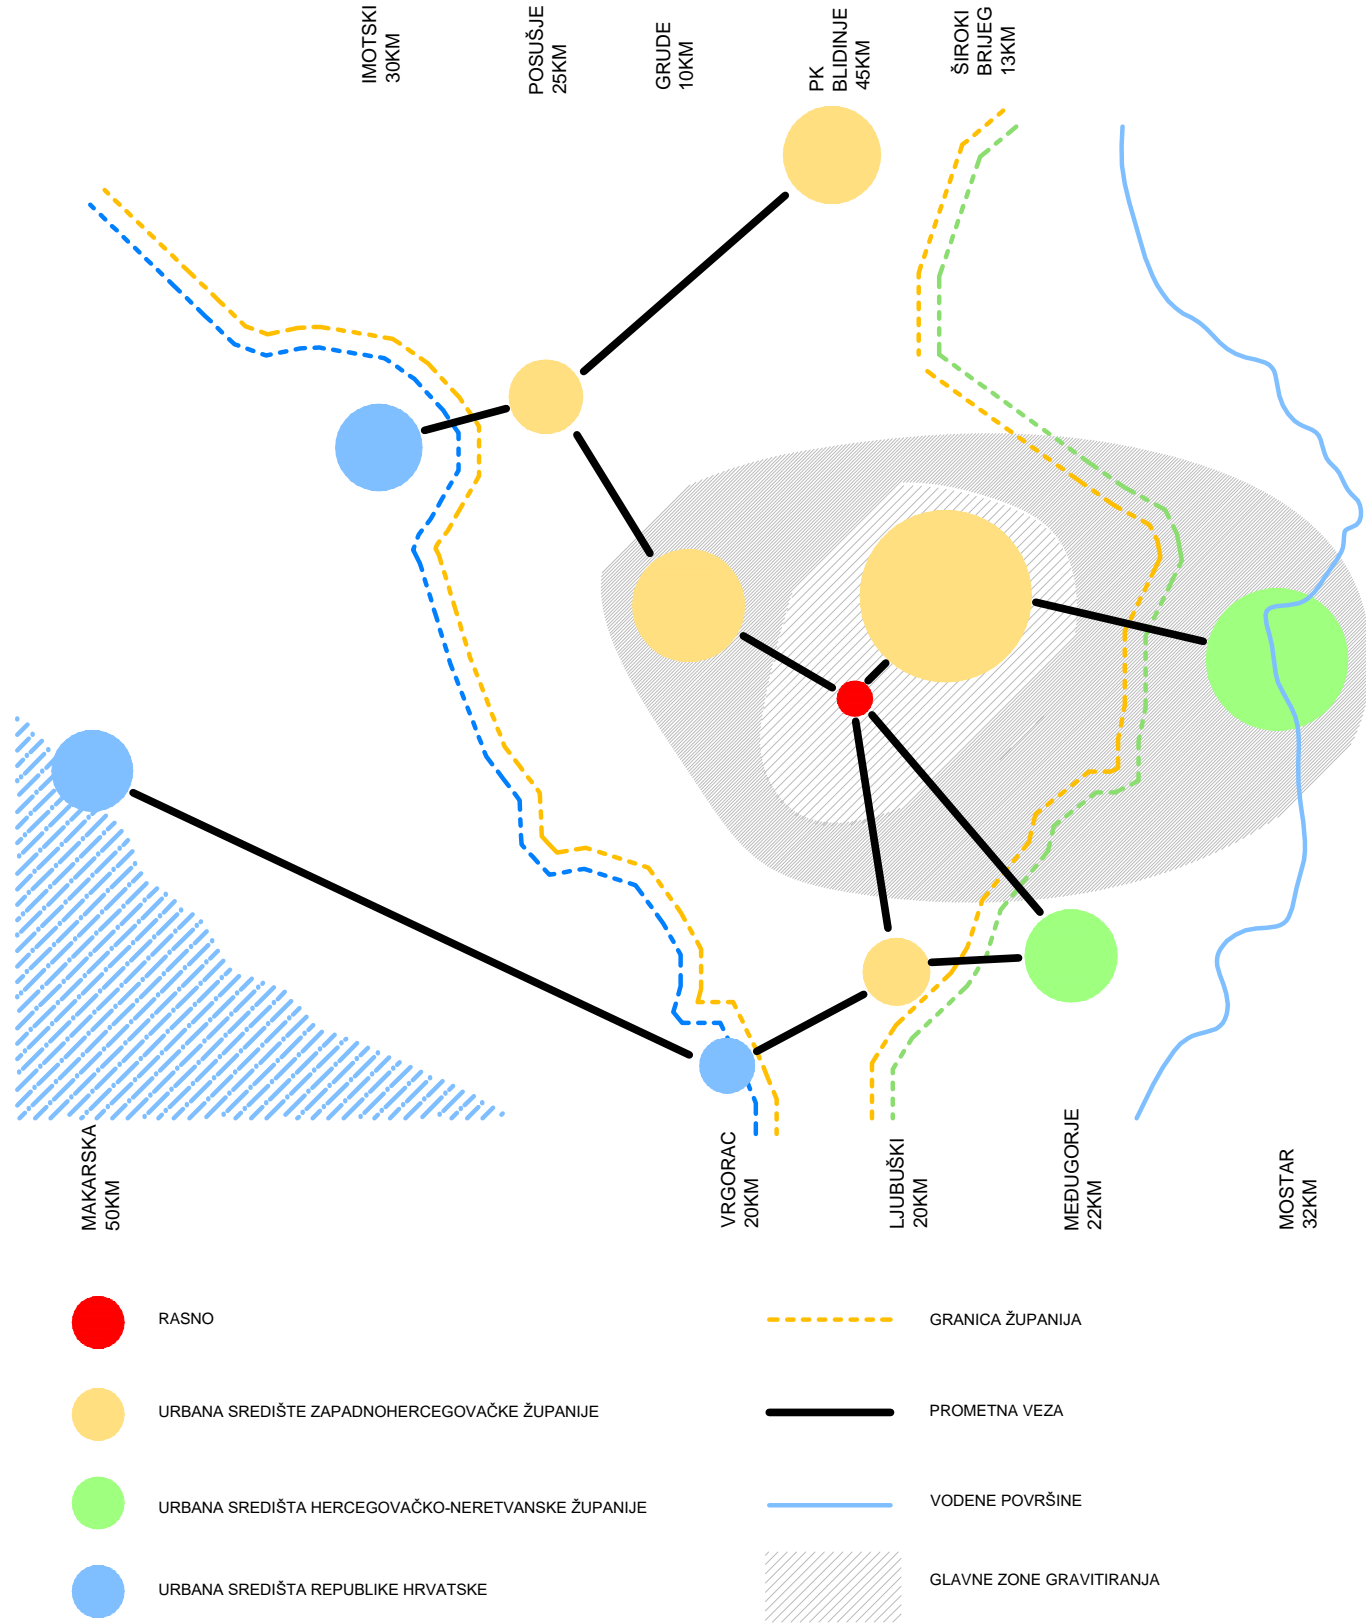 IMOTSKI
30KM
POSUŠJE
25KM
GRUDE
10KM
PK
BLIDINJE
45KM
ŠIROKI
BRIJEG
13KM
MAKARSKA
50KM
VRGORAC
20KM
LJUBUŠKI
20KM
MEĐUGORJE
22KM
MOSTAR
32KM
RASNO
URBANA SREDIŠTE ZAPADNOHERCEGOVAČKE ŽUPANIJE
URBANA SREDIŠTA HERCEGOVAČKO-NERETVANSKE ŽUPANIJE
URBANA SREDIŠTA REPUBLIKE HRVATSKE
GRANICA ŽUPANIJA
PROMETNA VEZA
VODENE POVRŠINE
GLAVNE ZONE GRAVITIRANJA